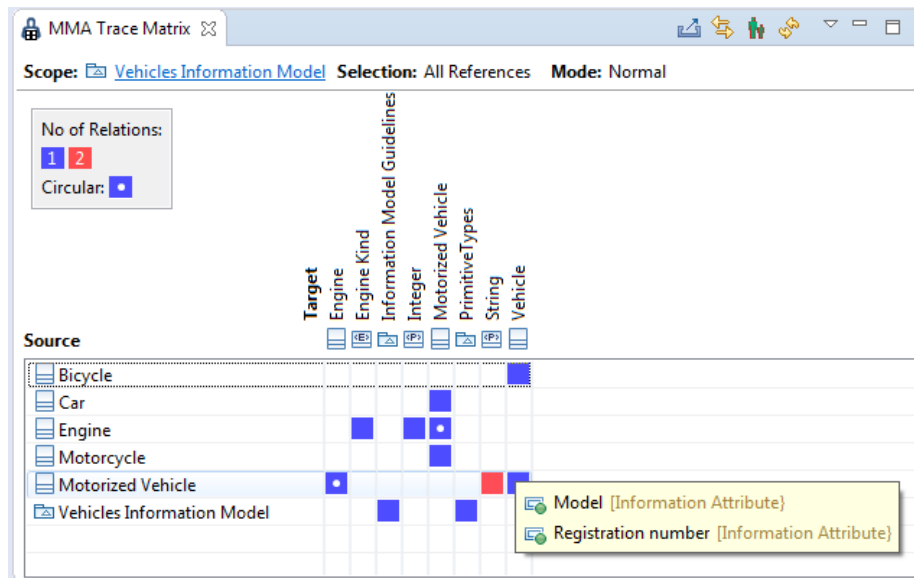 MMA Trace Matrix
Scope: Vehicles Information Model Selection: All References Mode: Normal
No of Relations:
1 2
Circular:
Target
Engine
Engine Kind
Information Model Guidelines
Integer
Motorized Vehicle
PrimitiveTypes
String
Vehicle
<E> <P> <P>
Source
Bicycle
Car
Engine
Motorcycle
Motorized Vehicle
Vehicles Information Model
Model [Information Attribute}
Registration number [Information Attribute}